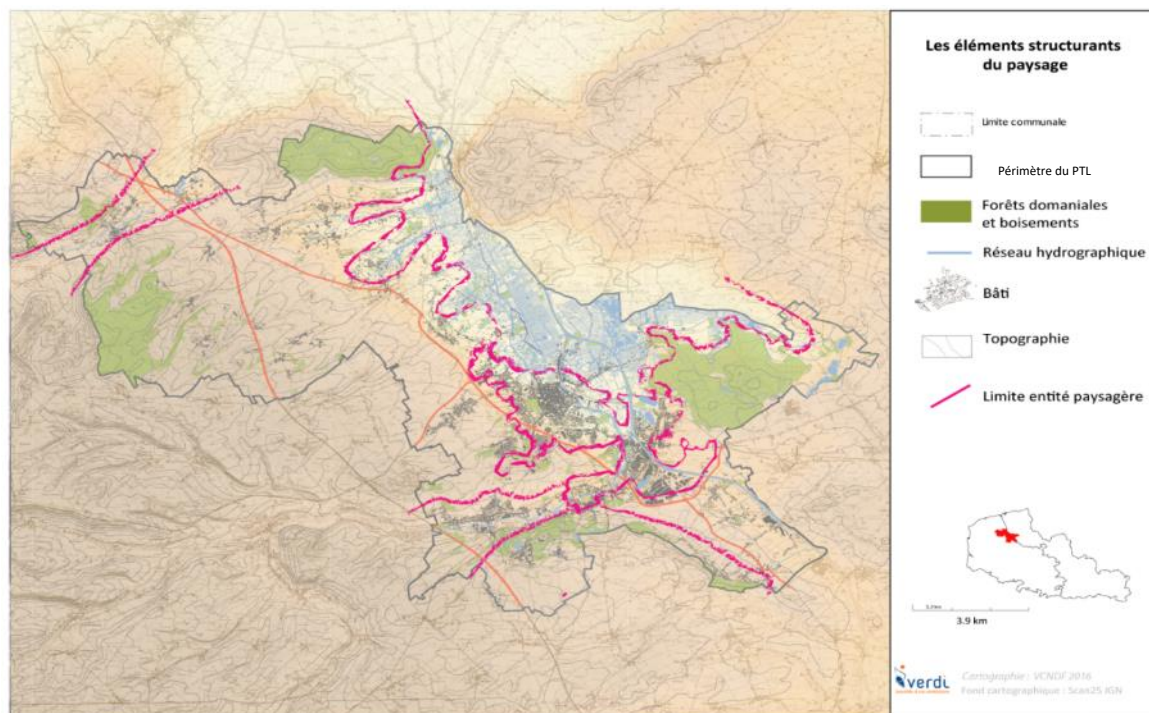 Les éléments structurants
du paysage
Limite communale
Périmètre du PTL
Forêts domaniales
et boisements
Réseau hydrographique
Bâti
Topographie
Limite entité paysagère
3.9 km
verdi
Cartographie : VCNDF 2016
Fond cartographique : Scan25 IGN